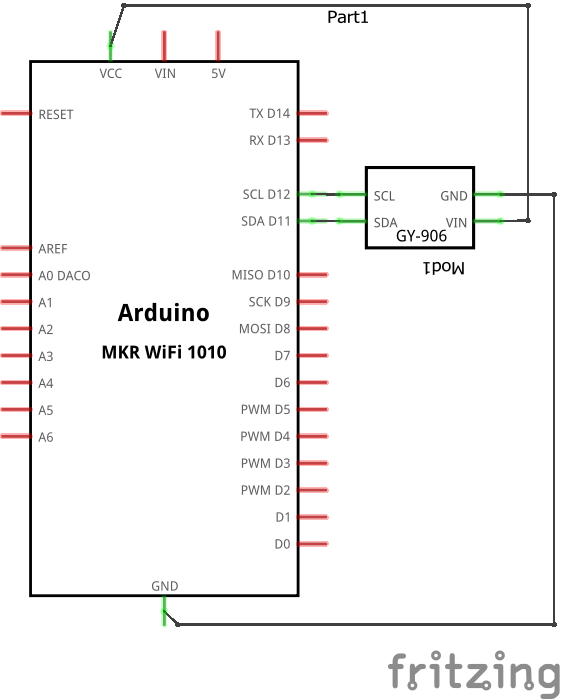 Part1
VCC
VIN
5V
RESET
TX D14
RX D13
SCL D12
SDA D11
SCL
GND
SDA
VIN
GY-906
Mod1
AREF
A0 DAC0
A1
A2
A3
A4
A5
A6
MISO D10
SCK D9
MOSI D8
D7
D6
PWM D5
PWM D4
PWM D3
PWM D2
D1
D0
Arduino
MKR WiFi 1010
GND
fritzing